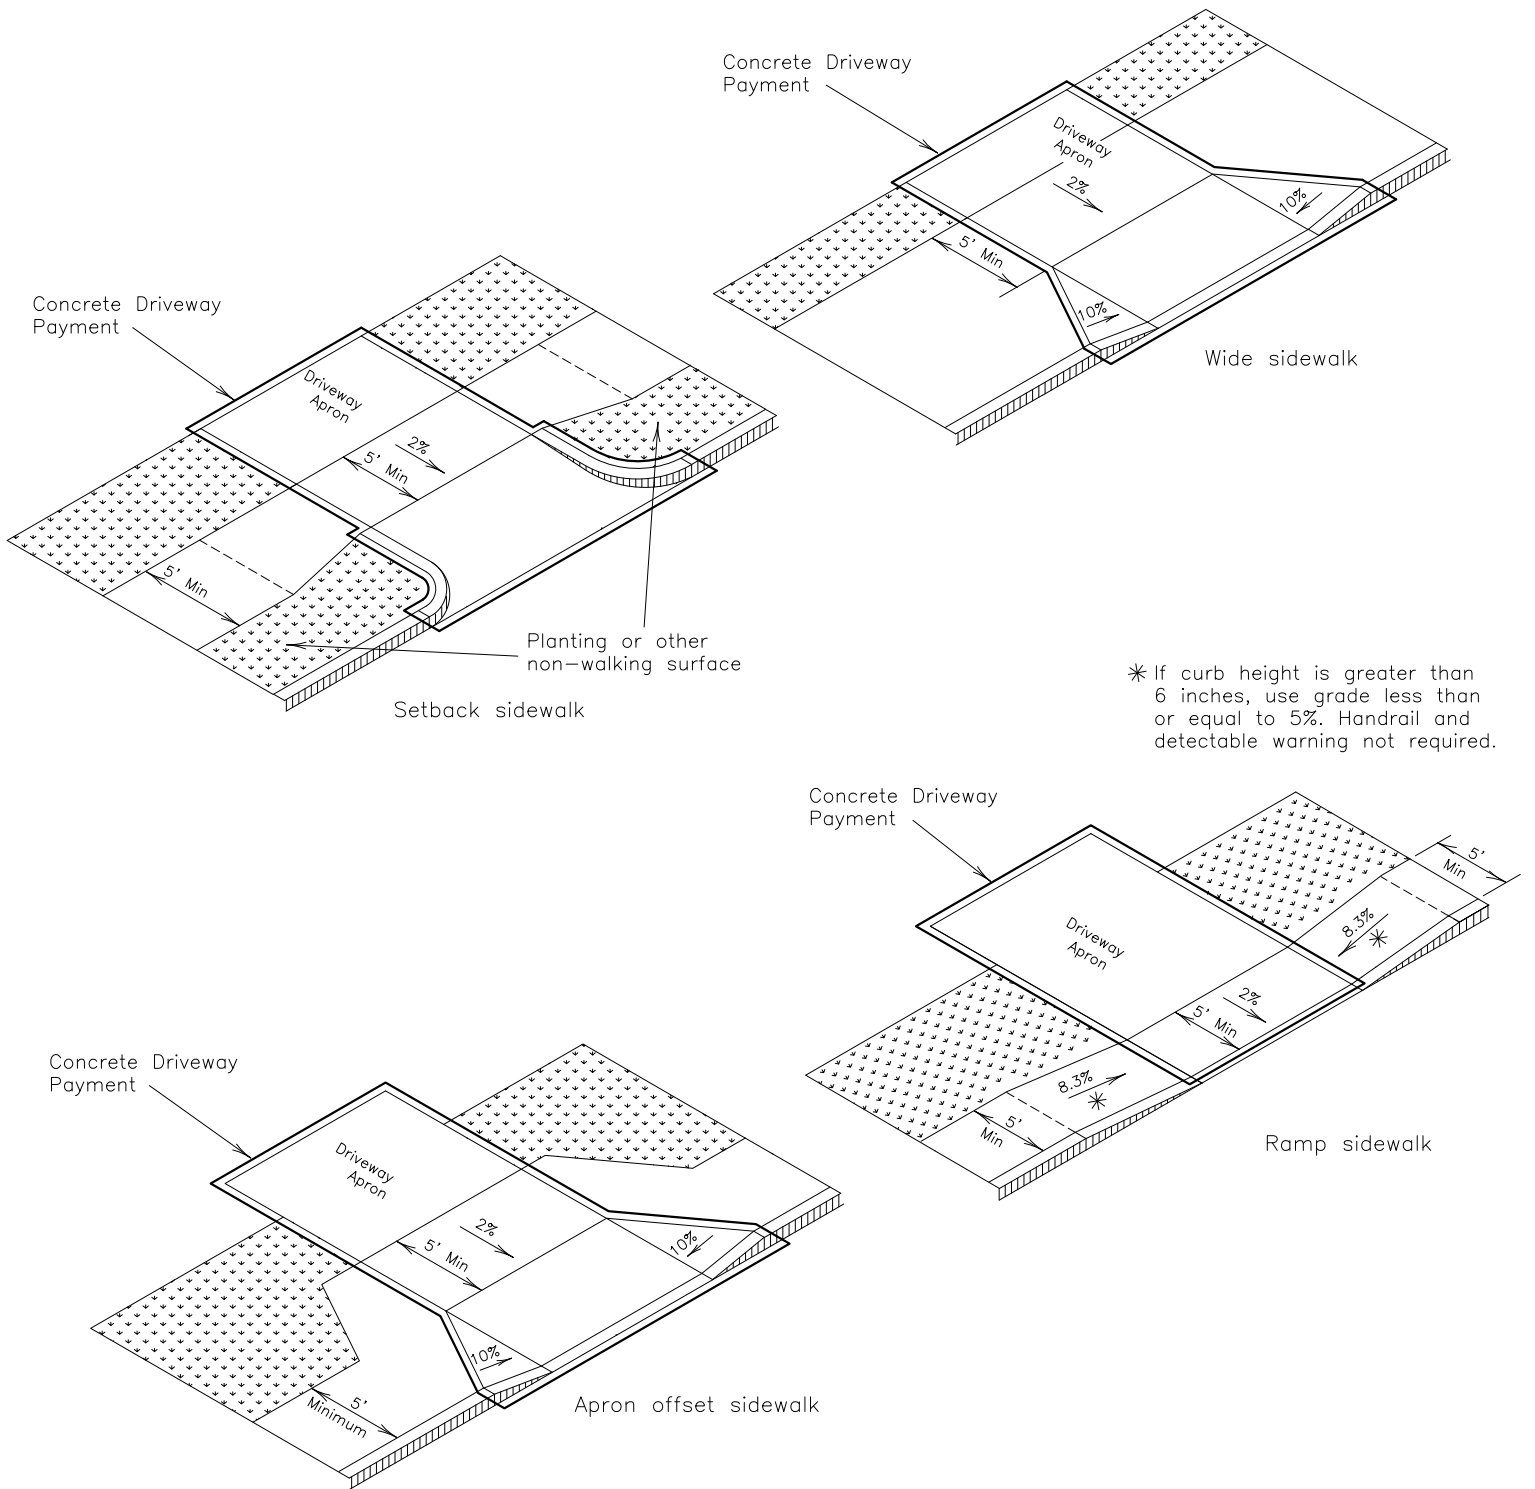 Concrete Driveway
Payment
Driveway
Apron
2%
10%
5' Min
10%
Wide sidewalk
Concrete Driveway
Payment
Driveway
Apron
2%
5' Min
5' Min
Planting or other
non-walking surface
Setback sidewalk
* If curb height is greater than
6 inches, use grade less than
or equal to 5%. Handrail and
detectable warning not required.
Concrete Driveway
Payment
5'
Min
Driveway
Apron
8.3%
*
2%
5' Min
8.3%
*
5'
Min
Ramp sidewalk
Concrete Driveway
Payment
Driveway
Apron
2%
5' Min
10%
10%
5'
Minimum
Apron offset sidewalk